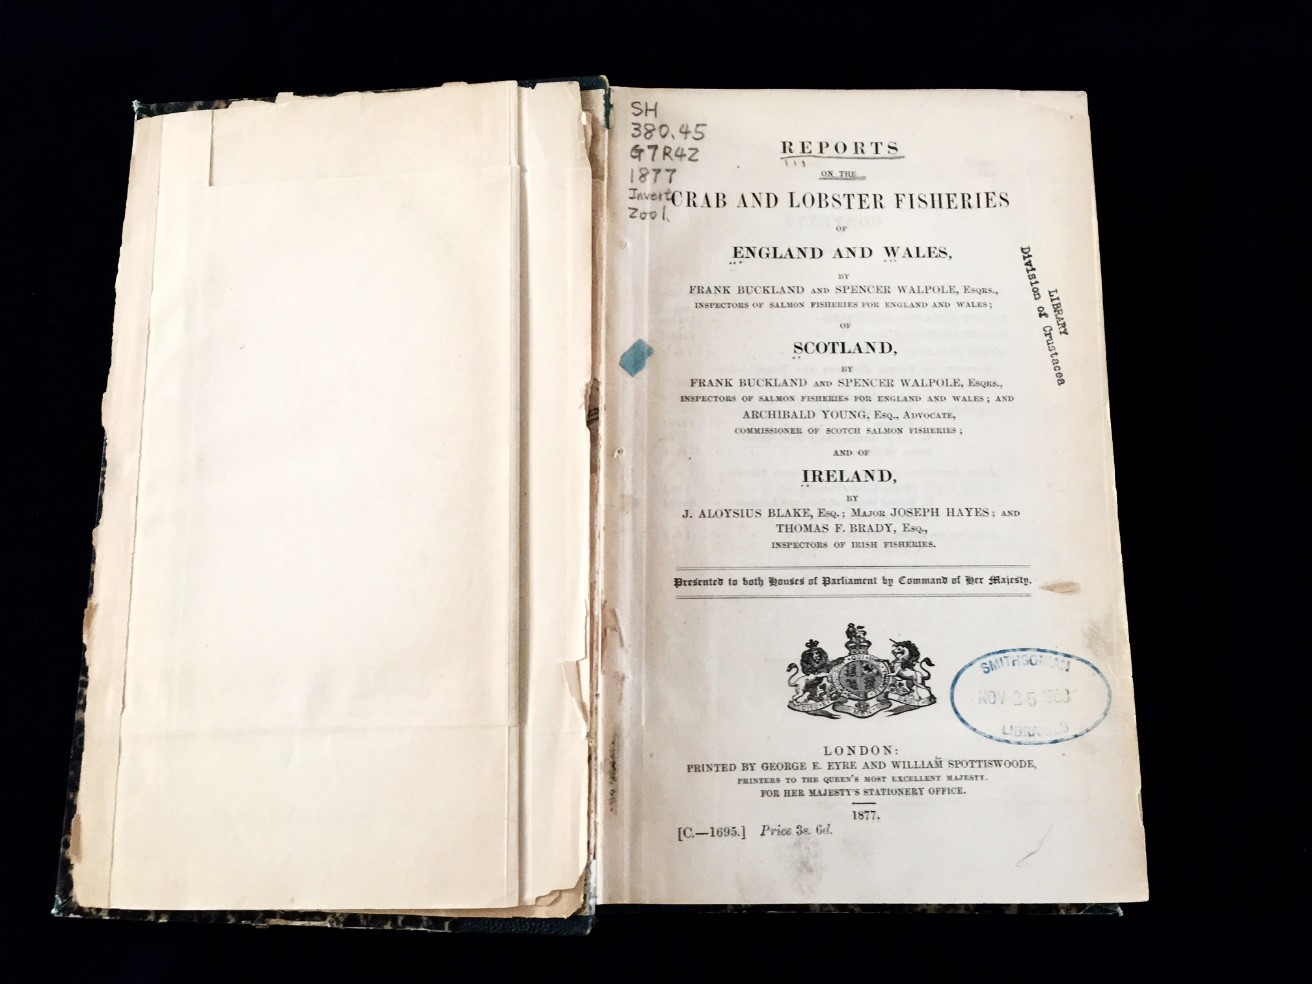 SH
380.45
G7R42
1877
Invert.
Zool.
REPORTS
ON THE
CRAB AND LOBSTER FISHERIES
OF
ENGLAND AND WALES,
BY
FRANK BUCKLAND AND SPENCER WALPOLE, ESQRS.,
INSPECTORS OF SALMON FISHERIES FOR ENGLAND AND WALES;
OF
SCOTLAND,
BY
FRANK BUCKLAND AND SPENCER WALPOLE, ESQRS.,
INSPECTORS OF SALMON FISHERIES FOR ENGLAND AND WALES; AND
ARCHIBALD YOUNG, ESQ., ADVOCATE,
COMMISSIONER OF SCOTCH SALMON FISHERIES;
AND OF
IRELAND,
BY
J. ALOYSIUS BLAKE, ESQ.; MAJOR JOSEPH HAYES; AND
THOMAS F. BRADY, ESQ.,
INSPECTORS OF IRISH FISHERIES.
Presented to both Houses of Parliament by Command of Her Majesty.
LIBRARY
Division of Crustacea
SMITHSONIAN
NOV 25 1983
LIBRARIES
LONDON:
PRINTED BY GEORGE E. EYRE AND WILLIAM SPOTTISWOODE,
PRINTERS TO THE QUEEN'S MOST EXCELLENT MAJESTY.
FOR HER MAJESTY'S STATIONERY OFFICE.
1877.
[C.—1695.] Price 3s. 6d.